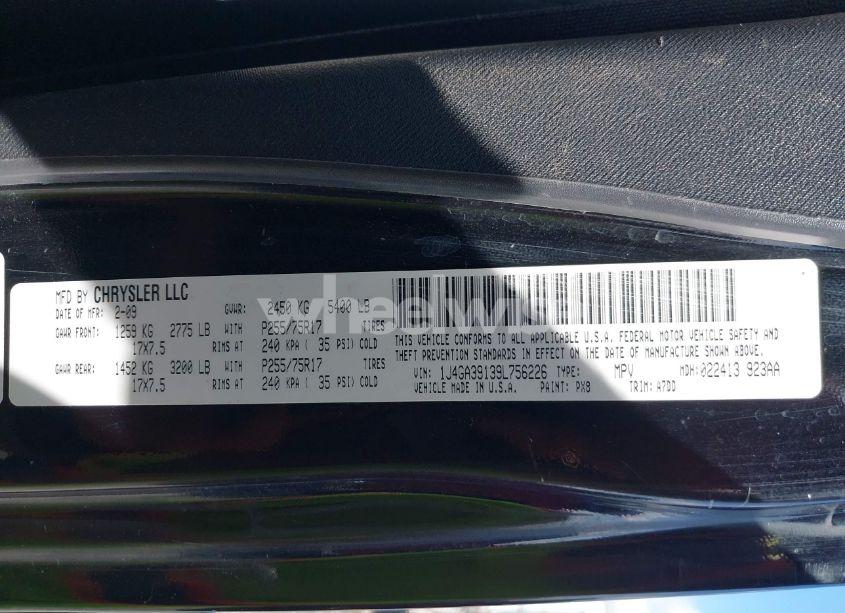 MFD BY CHRYSLER LLC
DATE OF MFR: 2-09 GVWR: 2450 KG 5400 LB
GAWR FRONT: 1259 KG 2775 LB WITH P255/75R17 TIRES
17X7.5 RIMS AT 240 KPA ( 35 PSI) COLD
GAWR REAR: 1452 KG 3200 LB WITH P255/75R17 TIRES
17X7.5 RIMS AT 240 KPA ( 35 PSI) COLD
THIS VEHICLE CONFORMS TO ALL APPLICABLE U.S.A. FEDERAL MOTOR VEHICLE SAFETY AND
THEFT PREVENTION STANDARDS IN EFFECT ON THE DATE OF MANUFACTURE SHOWN ABOVE.
VIN: 1J4GA39139L756226 TYPE: MPV MDH: 022413 923AA
VEHICLE MADE IN U.S.A. PAINT: PX8 TRIM: A7DD